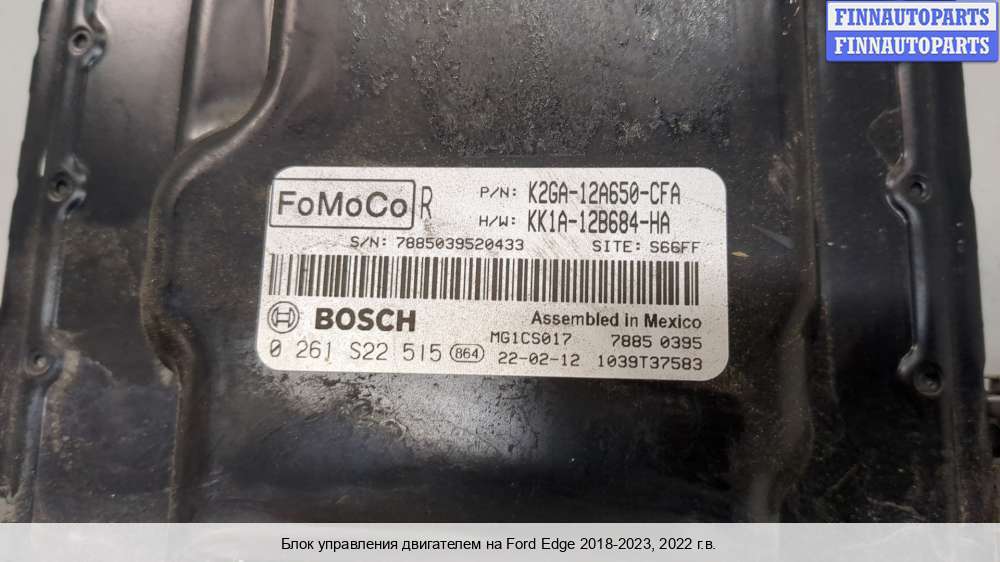 FINNAUTOPARTS
FINNAUTOPARTS
FoMoCo R P/N: K2GA-12A650-CFA
H/W: KK1A-12B684-HA
S/N: 7885039520433 SITE: S66FF
BOSCH Assembled in Mexico
MG1CS017 7885 0395
0 261 S22 515 864 22-02-12 1039T37583
Блок управления двигателем на Ford Edge 2018-2023, 2022 г.в.